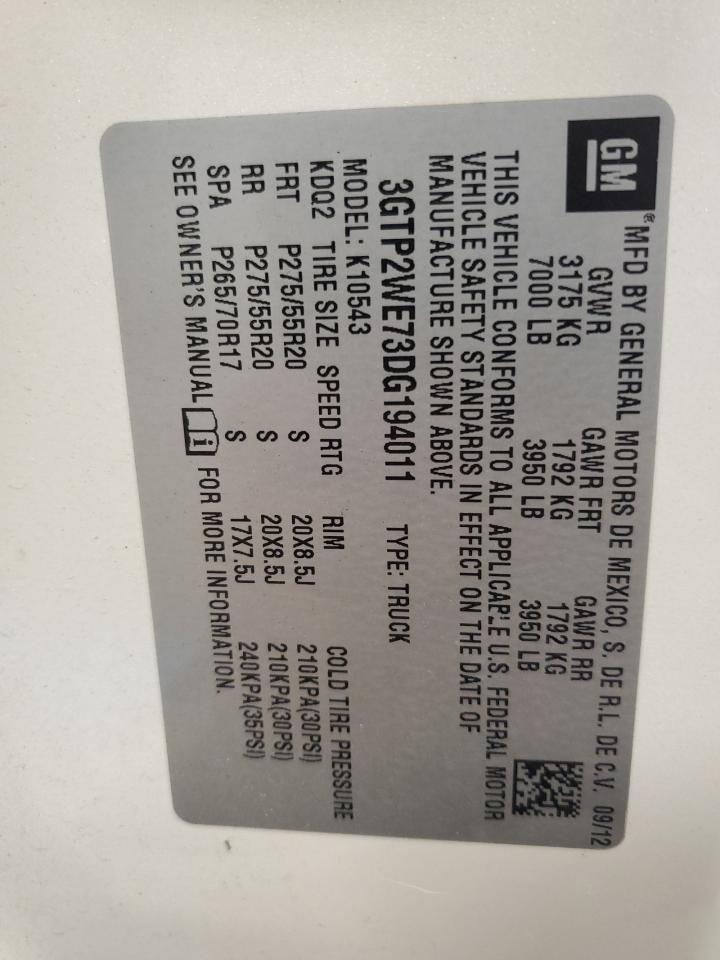 GM® MFD BY GENERAL MOTORS DE MEXICO, S. DE R.L. DE C.V. 09/12
GVWR GAWR FRT GAWR RR
3175 KG 1792 KG 1792 KG
7000 LB 3950 LB 3950 LB
THIS VEHICLE CONFORMS TO ALL APPLICABLE U.S. FEDERAL MOTOR
VEHICLE SAFETY STANDARDS IN EFFECT ON THE DATE OF
MANUFACTURE SHOWN ABOVE.
3GTP2WE73DG194011 TYPE: TRUCK
MODEL: K10543
KDQ2 TIRE SIZE SPEED RTG RIM COLD TIRE PRESSURE
FRT P275/55R20 S 20X8.5J 210KPA(30PSI)
RR P275/55R20 S 20X8.5J 210KPA(30PSI)
SPA P265/70R17 S 17X7.5J 240KPA(35PSI)
SEE OWNER'S MANUAL i FOR MORE INFORMATION.